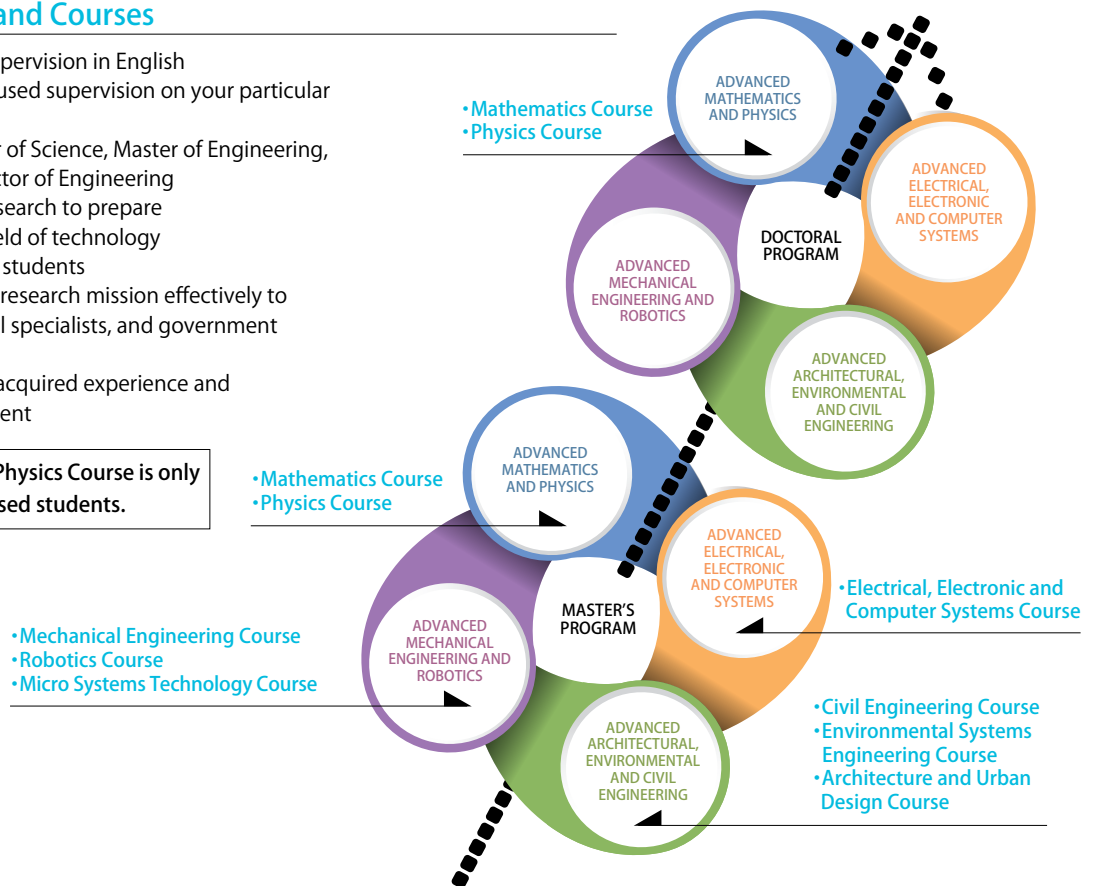 and Courses
pervision in English
used supervision on your particular
r of Science, Master of Engineering,
ctor of Engineering
search to prepare
eld of technology
students
research mission effectively to
l specialists, and government
acquired experience and
ent
Physics Course is only
sed students.
•Mathematics Course
•Physics Course
ADVANCED
MATHEMATICS
AND PHYSICS
ADVANCED
ELECTRICAL,
ELECTRONIC
AND COMPUTER
SYSTEMS
DOCTORAL
PROGRAM
ADVANCED
MECHANICAL
ENGINEERING AND
ROBOTICS
ADVANCED
ARCHITECTURAL,
ENVIRONMENTAL
AND CIVIL
ENGINEERING
•Mathematics Course
•Physics Course
ADVANCED
MATHEMATICS
AND PHYSICS
ADVANCED
ELECTRICAL,
ELECTRONIC
AND COMPUTER
SYSTEMS
•Electrical, Electronic and
Computer Systems Course
MASTER'S
PROGRAM
•Mechanical Engineering Course
•Robotics Course
•Micro Systems Technology Course
ADVANCED
MECHANICAL
ENGINEERING AND
ROBOTICS
ADVANCED
ARCHITECTURAL,
ENVIRONMENTAL
AND CIVIL
ENGINEERING
•Civil Engineering Course
•Environmental Systems
Engineering Course
•Architecture and Urban
Design Course